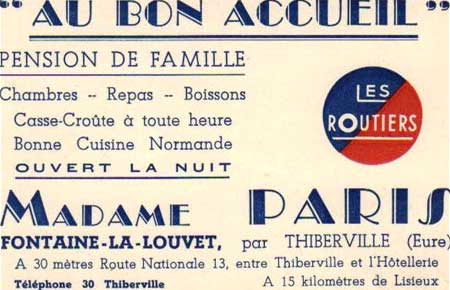 "AU BON ACCUEIL"
PENSION DE FAMILLE
Chambres -- Repas -- Boissons
Casse-Croûte à toute heure
Bonne Cuisine Normande
OUVERT LA NUIT
LES
ROUTIERS
MADAME PARIS
FONTAINE-LA-LOUVET, par THIBERVILLE (Eure)
A 30 mètres Route Nationale 13, entre Thiberville et l'Hôtellerie
Téléphone 30 Thiberville A 15 kilomètres de Lisieux